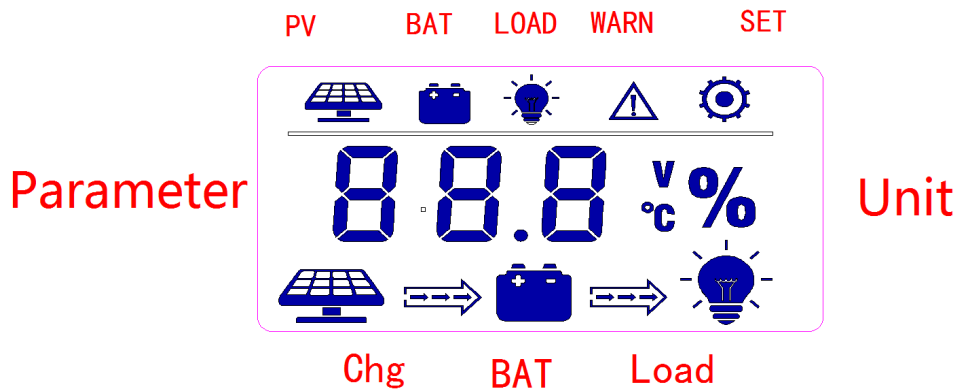 PV BAT LOAD WARN SET
Parameter 88.8 V °C % Unit
Chg BAT Load